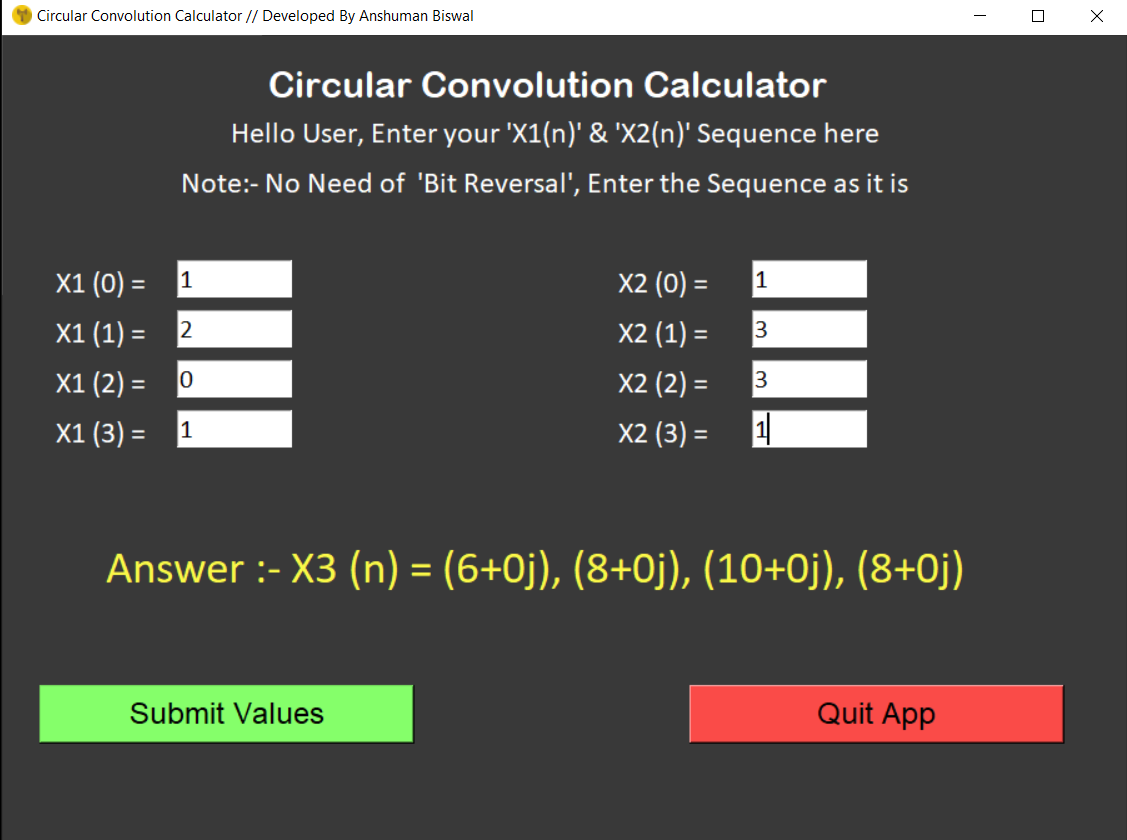 Circular Convolution Calculator // Developed By Anshuman Biswal
Circular Convolution Calculator
Hello User, Enter your 'X1(n)' & 'X2(n)' Sequence here
Note:- No Need of  'Bit Reversal', Enter the Sequence as it is
X1 (0) = 1 X2 (0) = 1
X1 (1) = 2 X2 (1) = 3
X1 (2) = 0 X2 (2) = 3
X1 (3) = 1 X2 (3) = 1
Answer :- X3 (n) = (6+0j), (8+0j), (10+0j), (8+0j)
Submit Values Quit App